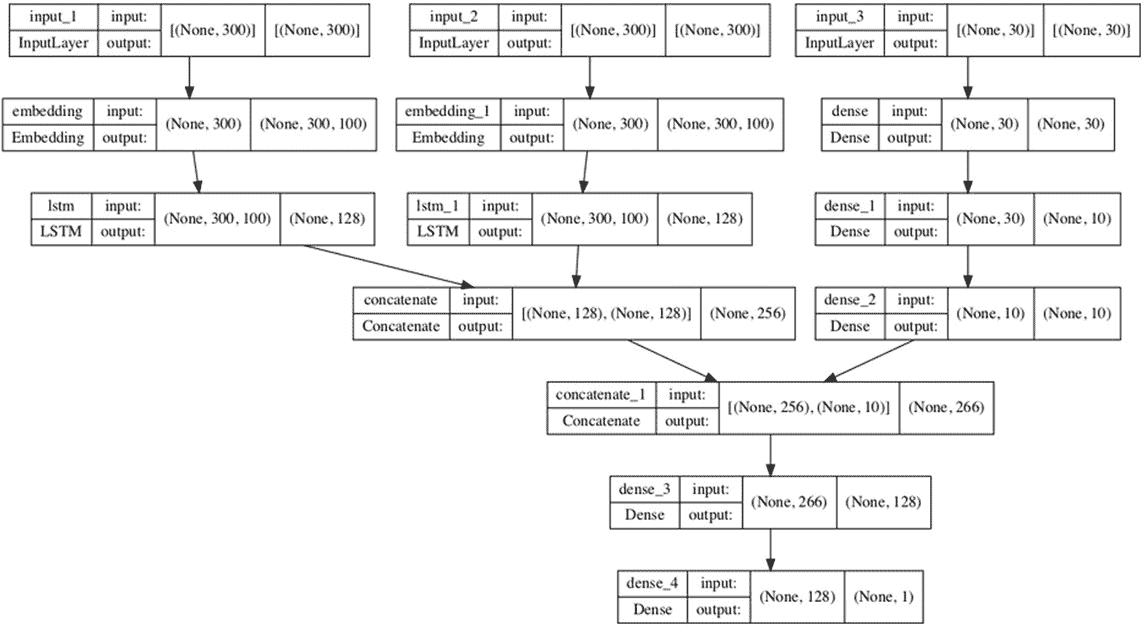 input_1 input: [(None, 300)] [(None, 300)]
InputLayer output:
input_2 input: [(None, 300)] [(None, 300)]
InputLayer output:
input_3 input: [(None, 30)] [(None, 30)]
InputLayer output:
embedding input: (None, 300) (None, 300, 100)
Embedding output:
embedding_1 input: (None, 300) (None, 300, 100)
Embedding output:
dense input: (None, 30) (None, 30)
Dense output:
lstm input: (None, 300, 100) (None, 128)
LSTM output:
lstm_1 input: (None, 300, 100) (None, 128)
LSTM output:
dense_1 input: (None, 30) (None, 10)
Dense output:
concatenate input: [(None, 128), (None, 128)] (None, 256)
Concatenate output:
dense_2 input: (None, 10) (None, 10)
Dense output:
concatenate_1 input: [(None, 256), (None, 10)] (None, 266)
Concatenate output:
dense_3 input: (None, 266) (None, 128)
Dense output:
dense_4 input: (None, 128) (None, 1)
Dense output: